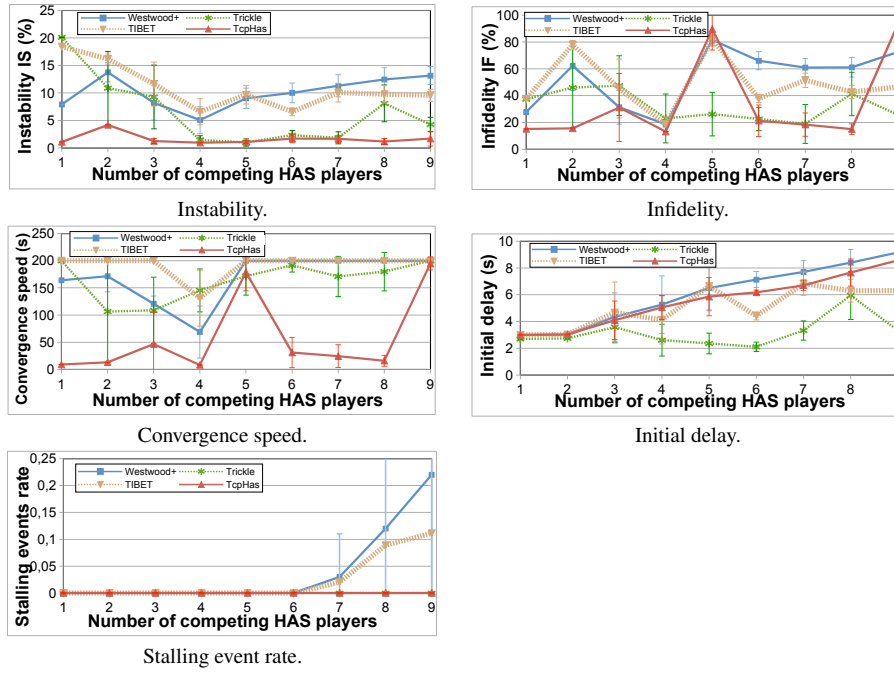 Instability IS (%)
25
20
15
10
5
0
Westwood+
Trickle
TIBET
TcpHas
1 2 3 4 5 6 7 8 9
Number of competing HAS players
Instability.
Infidelity IF (%)
100
80
60
40
20
0
Westwood+
Trickle
TIBET
TcpHas
1 2 3 4 5 6 7 8
Number of competing HAS players
Infidelity.
Convergence speed (s)
250
200
150
100
50
0
Westwood+
Trickle
TIBET
TcpHas
1 2 3 4 5 6 7 8 9
Number of competing HAS players
Convergence speed.
Initial delay (s)
10
8
6
4
2
0
Westwood+
Trickle
TIBET
TcpHas
1 2 3 4 5 6 7 8
Number of competing HAS players
Initial delay.
Stalling events rate
0,25
0,2
0,15
0,1
0,05
0
Westwood+
Trickle
TIBET
TcpHas
1 2 3 4 5 6 7 8 9
Number of competing HAS players
Stalling event rate.